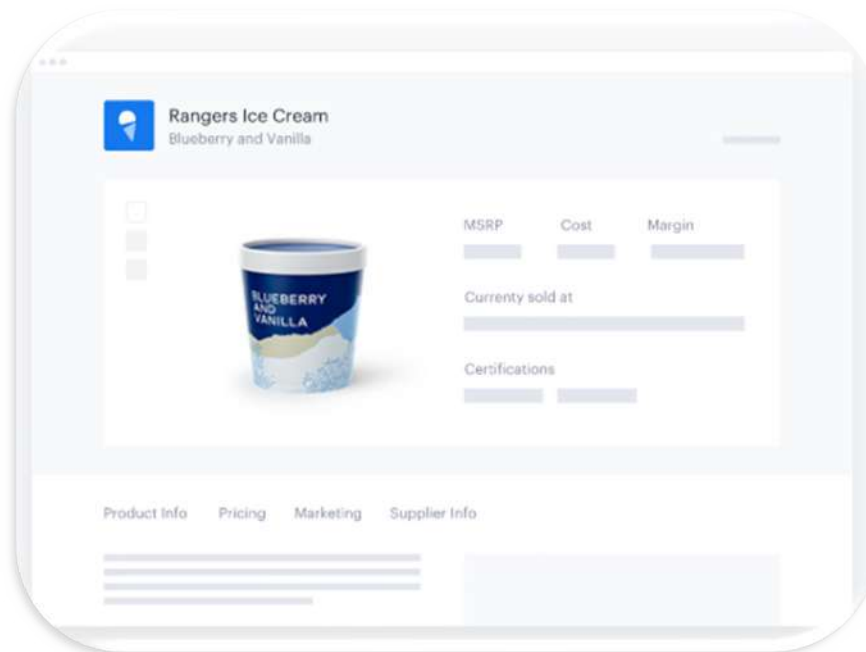 Rangers Ice Cream
Blueberry and Vanilla
BLUEBERRY
AND
VANILLA
MSRP Cost Margin
Currenty sold at
Certifications
Product Info Pricing Marketing Supplier Info